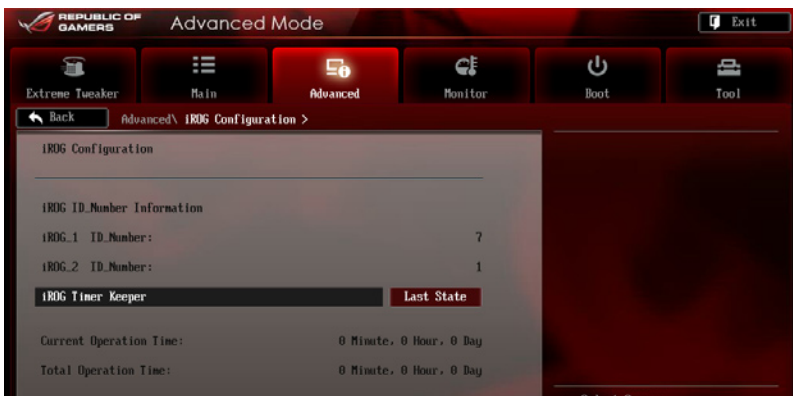 REPUBLIC OF
GAMERS
Advanced Mode
Exit
Extreme Tweaker
Main
Advanced
Monitor
Boot
Tool
Back
Advanced\ iROG Configuration >
iROG Configuration
iROG ID_Number Information
iROG_1 ID_Number: 7
iROG_2 ID_Number: 1
iROG Timer Keeper Last State
Current Operation Time: 0 Minute, 0 Hour, 0 Day
Total Operation Time: 0 Minute, 0 Hour, 0 Day